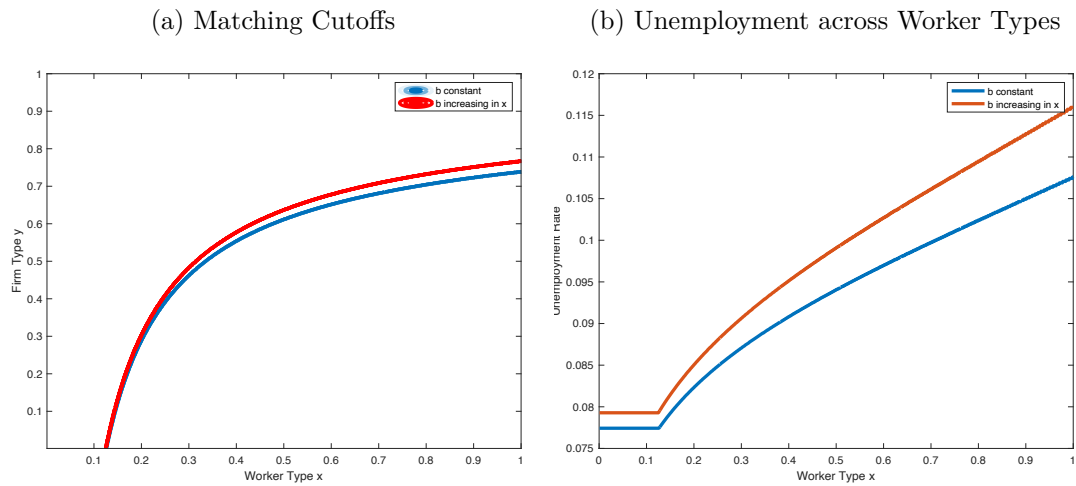 (a) Matching Cutoffs
1
0.9
0.8
0.7
0.6
0.5
0.4
0.3
0.2
0.1
Firm Type y
0.1 0.2 0.3 0.4 0.5 0.6 0.7 0.8 0.9 1
Worker Type x
b constant
b increasing in x
(b) Unemployment across Worker Types
0.12
0.115
0.11
0.105
0.1
0.095
0.09
0.085
0.08
0.075
Unemployment Rate
0 0.1 0.2 0.3 0.4 0.5 0.6 0.7 0.8 0.9 1
Worker Type x
b constant
b increasing in x